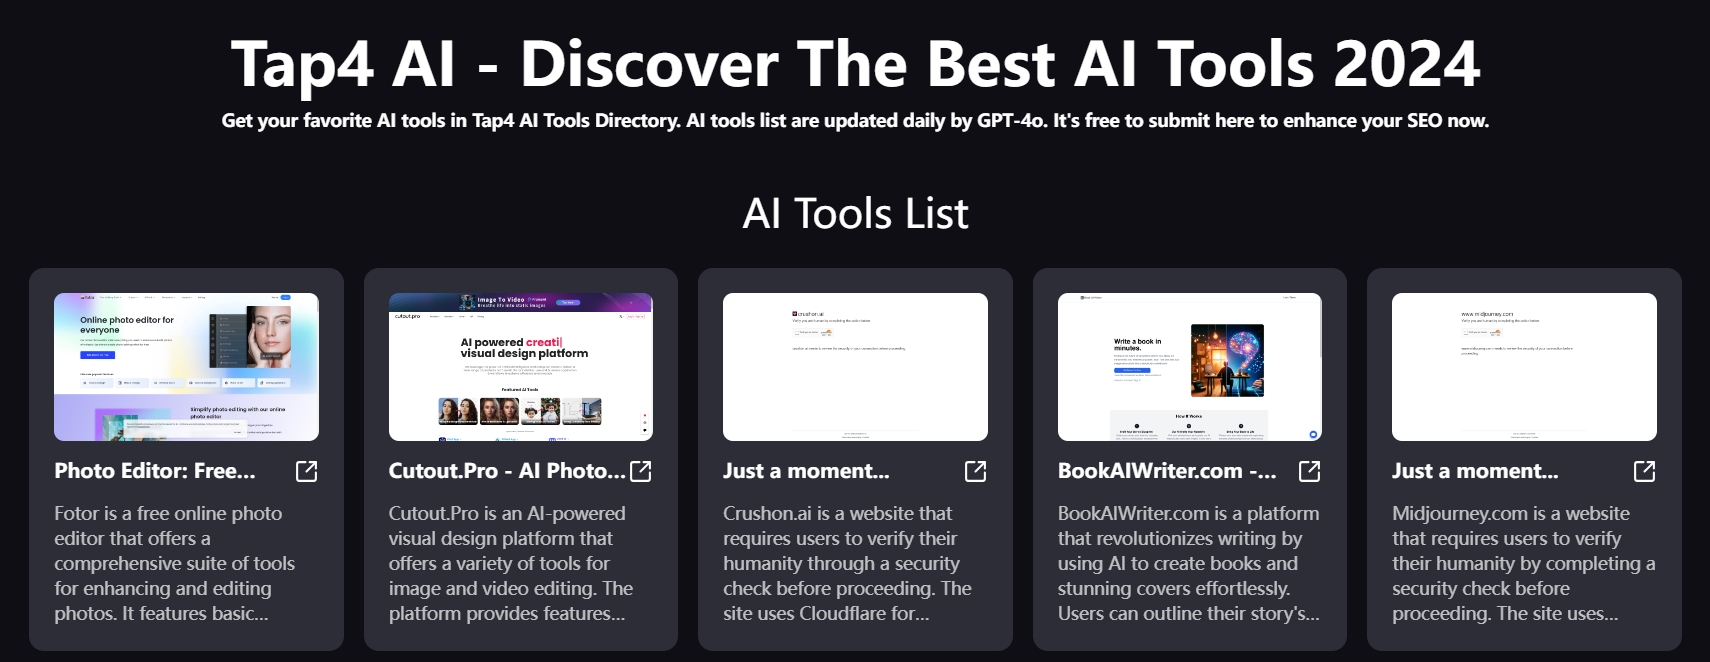 Tap4 AI - Discover The Best AI Tools 2024
Get your favorite AI tools in Tap4 AI Tools Directory. AI tools list are updated daily by GPT-4o. It's free to submit here to enhance your SEO now.
AI Tools List
Online photo editor for
everyone
Simplify photo editing with our online
photo editor
Photo Editor: Free...
Fotor is a free online photo
editor that offers a
comprehensive suite of tools
for enhancing and editing
photos. It features basic...
Image To Video
Breathe life into static images
cutout.pro
AI powered creati
visual design platform
Featured AI Tools
Cutout.Pro - AI Photo...
Cutout.Pro is an AI-powered
visual design platform that
offers a variety of tools for
image and video editing. The
platform provides features...
crushon.ai
Just a moment...
Crushon.ai is a website that
requires users to verify their
humanity through a security
check before proceeding. The
site uses Cloudflare for...
Write a book in
minutes.
How It Works
BookAIWriter.com -...
BookAIWriter.com is a platform
that revolutionizes writing by
using AI to create books and
stunning covers effortlessly.
Users can outline their story's...
www.midjourney.com
Just a moment...
Midjourney.com is a website
that requires users to verify
their humanity by completing a
security check before
proceeding. The site uses...